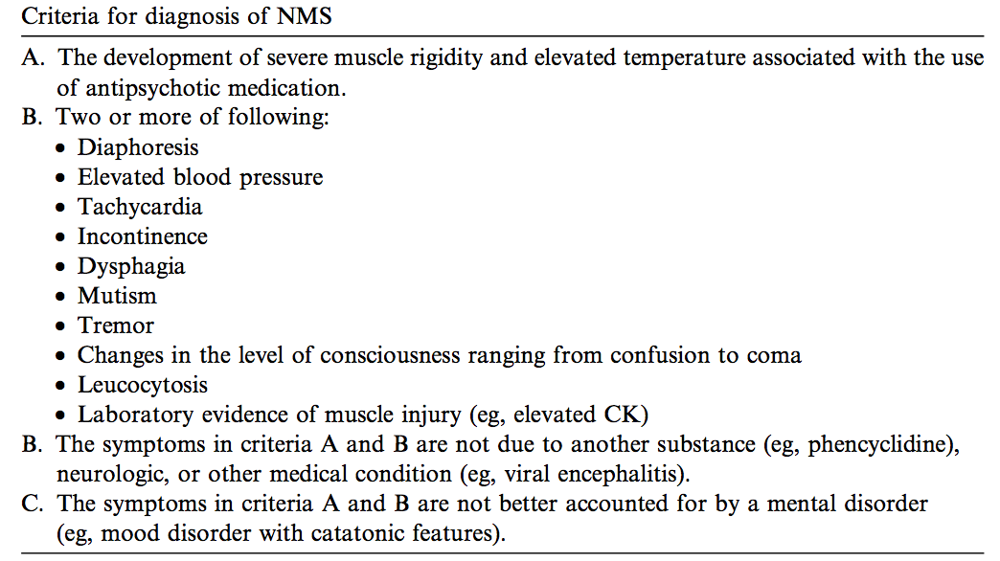 Criteria for diagnosis of NMS
A. The development of severe muscle rigidity and elevated temperature associated with the use
of antipsychotic medication.
B. Two or more of following:
• Diaphoresis
• Elevated blood pressure
• Tachycardia
• Incontinence
• Dysphagia
• Mutism
• Tremor
• Changes in the level of consciousness ranging from confusion to coma
• Leucocytosis
• Laboratory evidence of muscle injury (eg, elevated CK)
B. The symptoms in criteria A and B are not due to another substance (eg, phencyclidine),
neurologic, or other medical condition (eg, viral encephalitis).
C. The symptoms in criteria A and B are not better accounted for by a mental disorder
(eg, mood disorder with catatonic features).